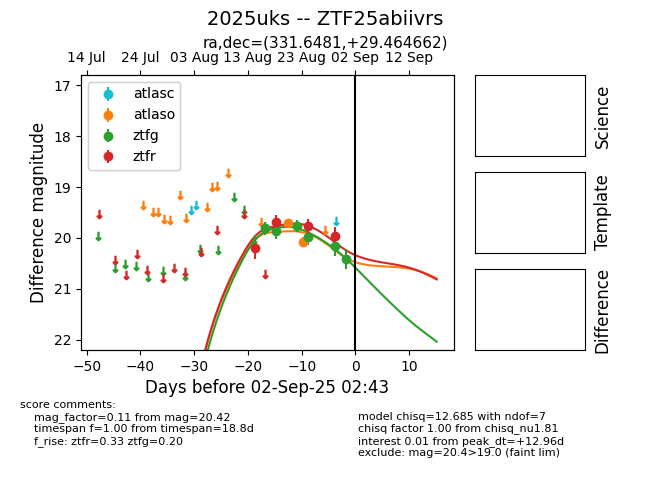 2025uks -- ZTF25abiivrs
ra,dec=(331.6481,+29.464662)
14 Jul 24 Jul 03 Aug 13 Aug 23 Aug 02 Sep 12 Sep
17
18
19
20
21
22
Difference magnitude
atlasc
atlaso
ztfg
ztfr
−50 −40 −30 −20 −10 0 10
Days before 02-Sep-25 02:43
Science
Template
Difference
score comments:
mag_factor=0.11 from mag=20.42
timespan f=1.00 from timespan=18.8d
f_rise: ztfr=0.33 ztfg=0.20
model chisq=12.685 with ndof=7
chisq factor 1.00 from chisq_nu1.81
interest 0.01 from peak_dt=+12.96d
exclude: mag=20.4>19.0 (faint lim)